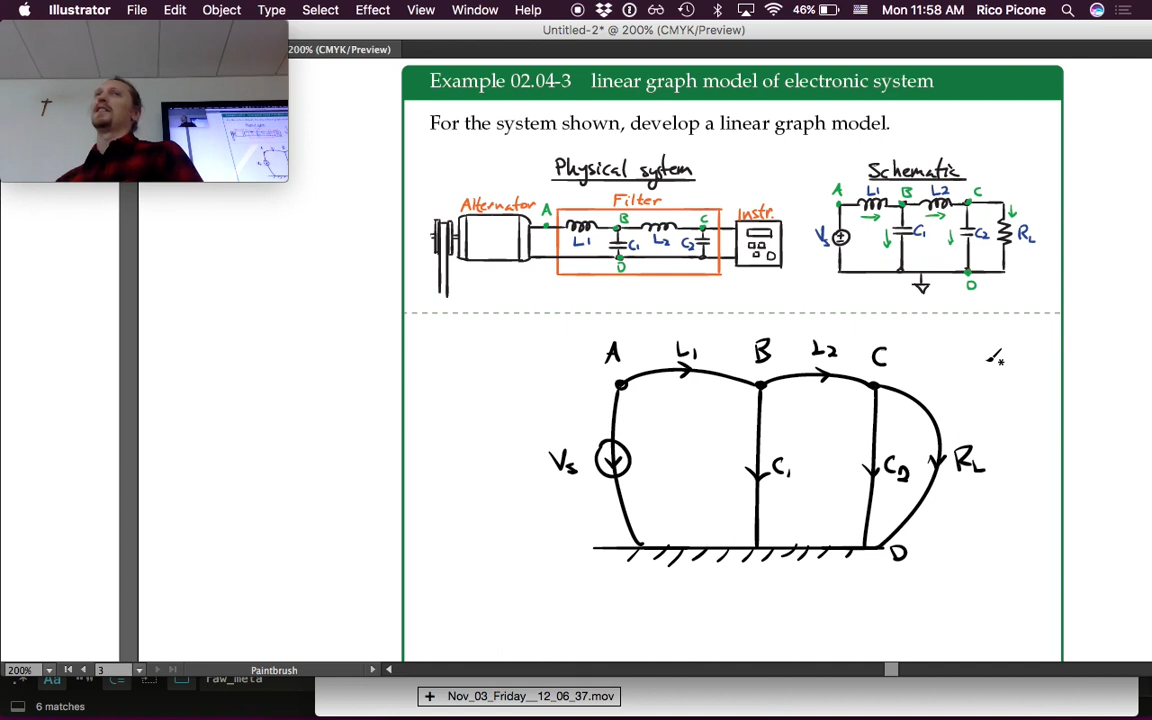 Illustrator File Edit Object Type Select Effect View Window Help 46% Mon 11:58 AM Rico Picone
Untitled-2* @ 200% (CMYK/Preview)
200% (CMYK/Preview)
Example 02.04-3 linear graph model of electronic system
For the system shown, develop a linear graph model.
Physical system
Schematic
Alternator
A
Filter
B
C
Instr.
L1
C1
L2
C2
D
A
L1
B
L2
C
Vs
C1
C2
RL
D
A
L1
B
L2
C
Vs
C1
CD
RL
D
200%
3
Paintbrush
.* Aa "" raw_meta
6 matches
+ Nov_03_Friday__12_06_37.mov